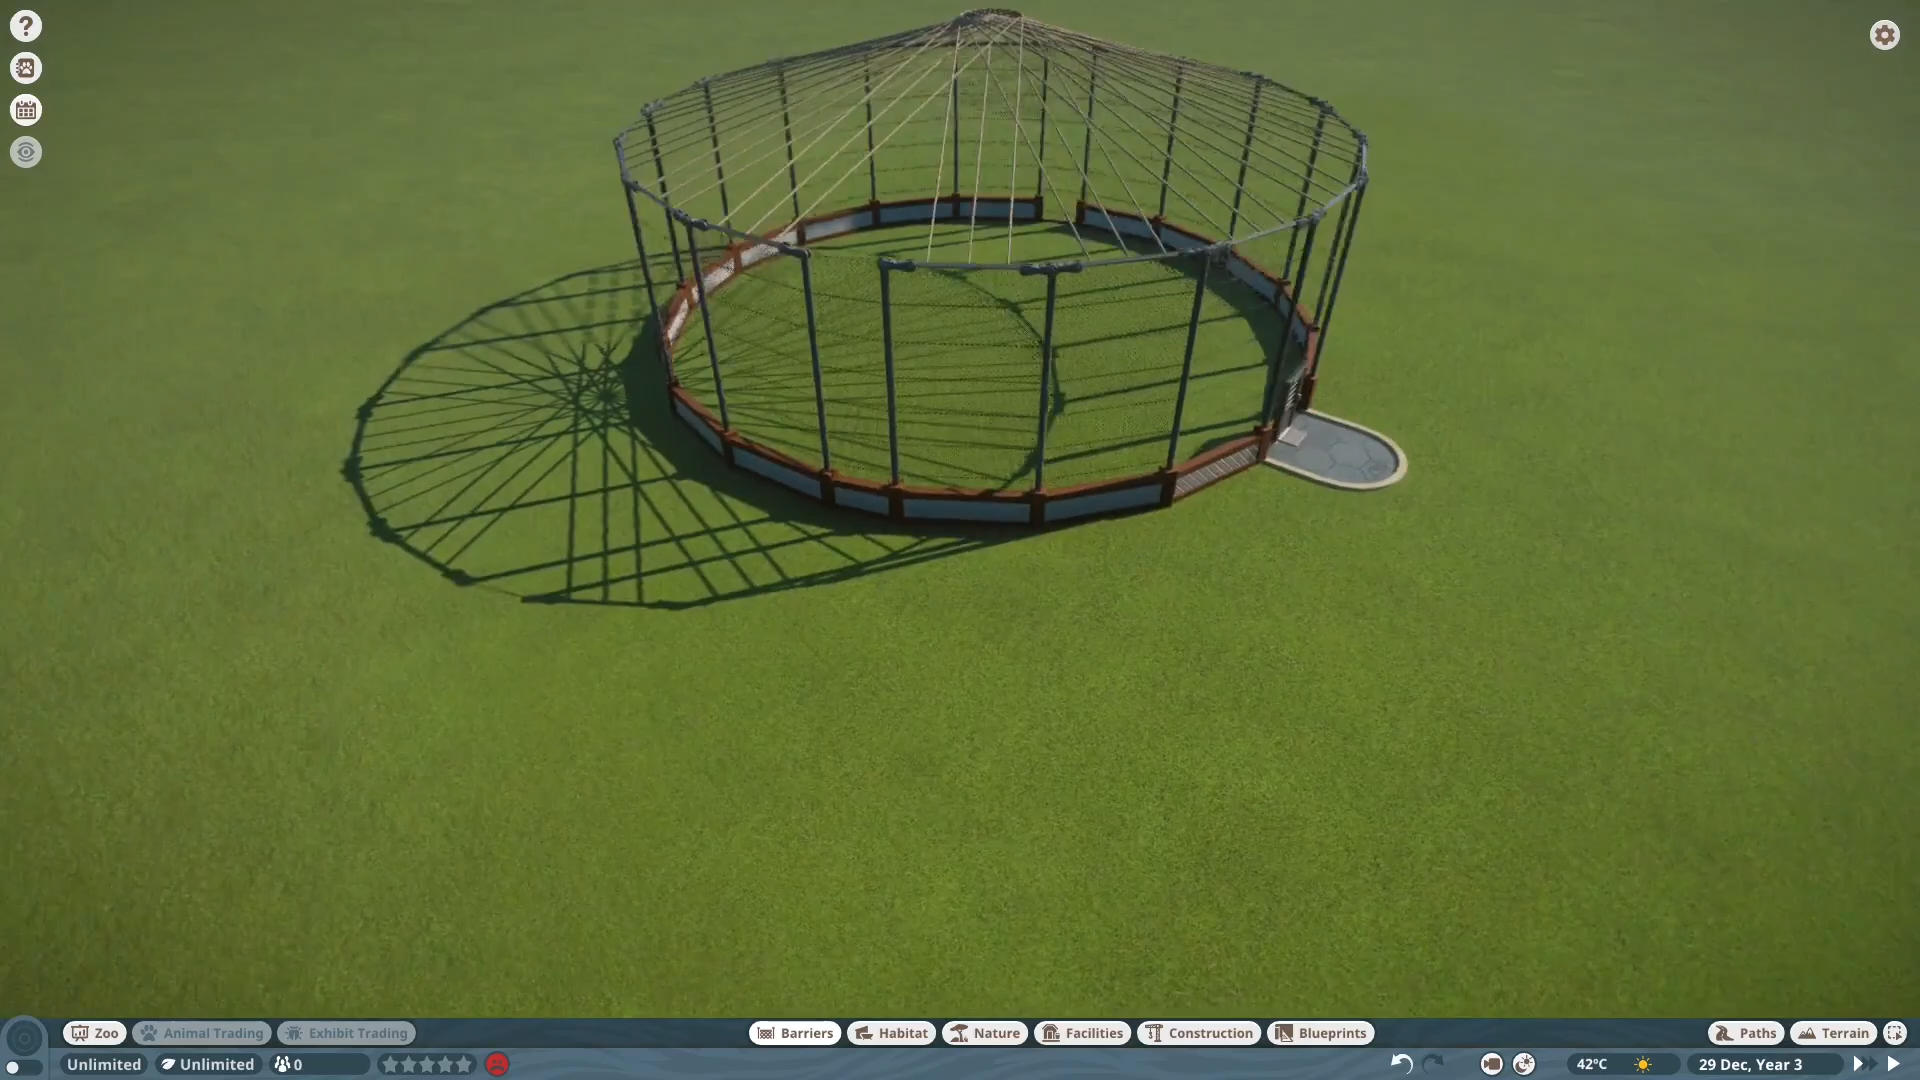 ?
Zoo
Animal Trading
Exhibit Trading
Barriers
Habitat
Nature
Facilities
Construction
Blueprints
Paths
Terrain
Unlimited
Unlimited
0
42°C
29 Dec, Year 3